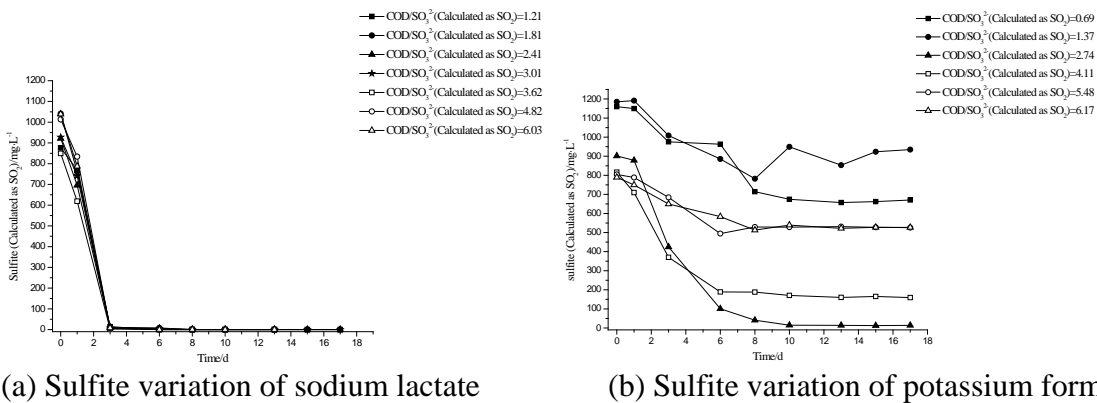 COD/SO₃²⁻(Calculated as SO₂)=1.21
COD/SO₃²⁻(Calculated as SO₂)=1.81
COD/SO₃²⁻(Calculated as SO₂)=2.41
COD/SO₃²⁻(Calculated as SO₂)=3.01
COD/SO₃²⁻(Calculated as SO₂)=3.62
COD/SO₃²⁻(Calculated as SO₂)=4.82
COD/SO₃²⁻(Calculated as SO₂)=6.03
1200
1100
1000
900
800
700
600
500
400
300
200
100
0
Sulfite (Calculated as SO₂)/mg·L⁻¹
0 2 4 6 8 10 12 14 16 18
Time/d
(a) Sulfite variation of sodium lactate
COD/SO₃²⁻(Calculated as SO₂)=0.69
COD/SO₃²⁻(Calculated as SO₂)=1.37
COD/SO₃²⁻(Calculated as SO₂)=2.74
COD/SO₃²⁻(Calculated as SO₂)=4.11
COD/SO₃²⁻(Calculated as SO₂)=5.48
COD/SO₃²⁻(Calculated as SO₂)=6.17
1200
1100
1000
900
800
700
600
500
400
300
200
100
0
sulfite (Calculated as SO₂)/mg·L⁻¹
0 2 4 6 8 10 12 14 16 18
Time/d
(b) Sulfite variation of potassium form